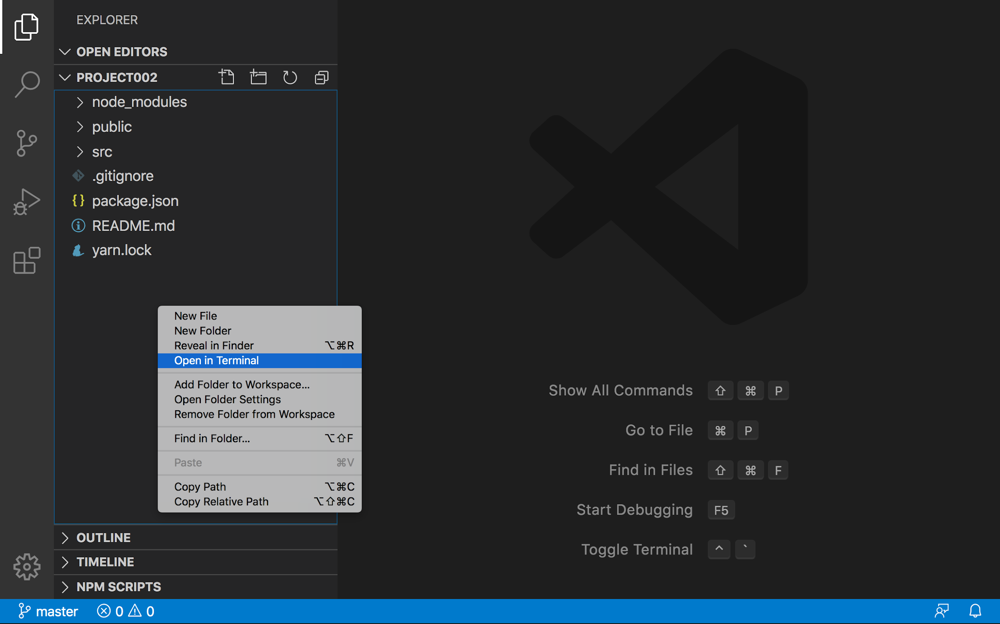 EXPLORER
OPEN EDITORS
PROJECT002
node_modules
public
src
.gitignore
{} package.json
README.md
yarn.lock
New File
New Folder
Reveal in Finder ⌥⌘R
Open in Terminal
Add Folder to Workspace...
Open Folder Settings
Remove Folder from Workspace
Find in Folder... ⌥⇧F
Paste ⌘V
Copy Path ⌥⌘C
Copy Relative Path ⌥⇧⌘C
OUTLINE
TIMELINE
NPM SCRIPTS
Show All Commands ⇧ ⌘ P
Go to File ⌘ P
Find in Files ⇧ ⌘ F
Start Debugging F5
Toggle Terminal ^ `
master 0 0